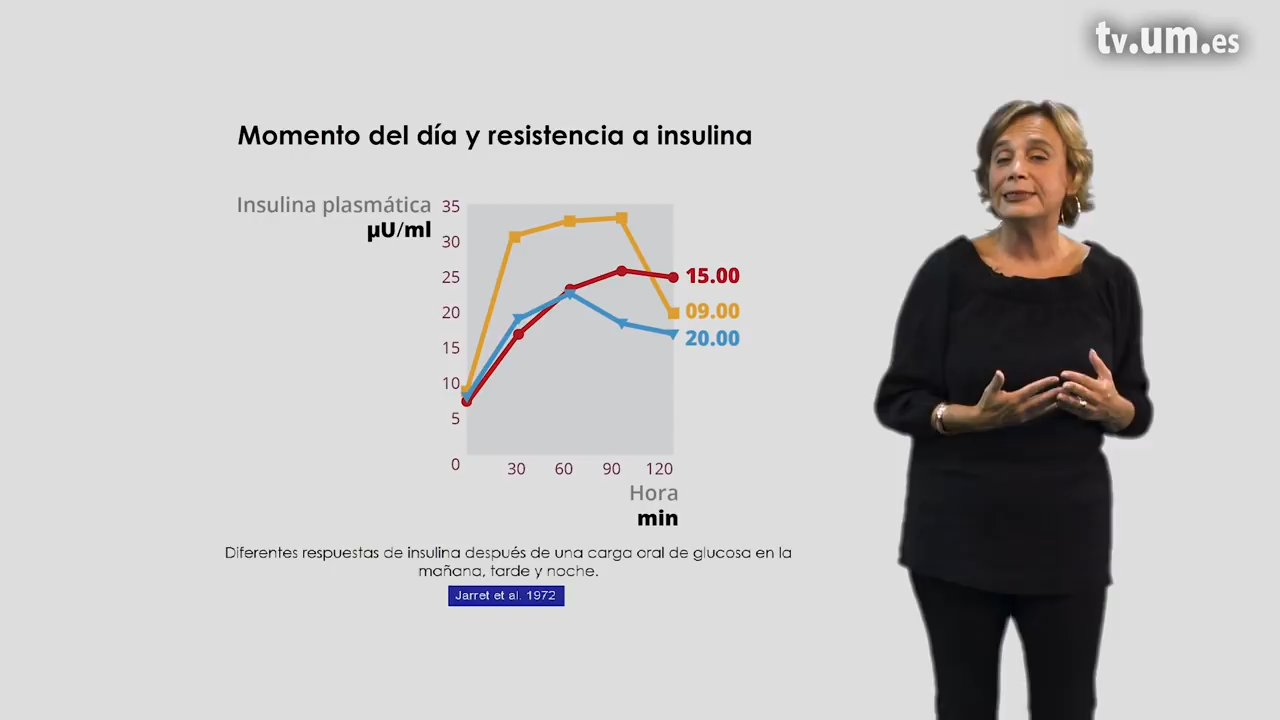 tv.um.es
Momento del día y resistencia a insulina
Insulina plasmática
µU/ml
35
30
25
20
15
10
5
0
15.00
09.00
20.00
30 60 90 120
Hora
min
Diferentes respuestas de insulina después de una carga oral de glucosa en la
mañana, tarde y noche.
Jarret et al. 1972